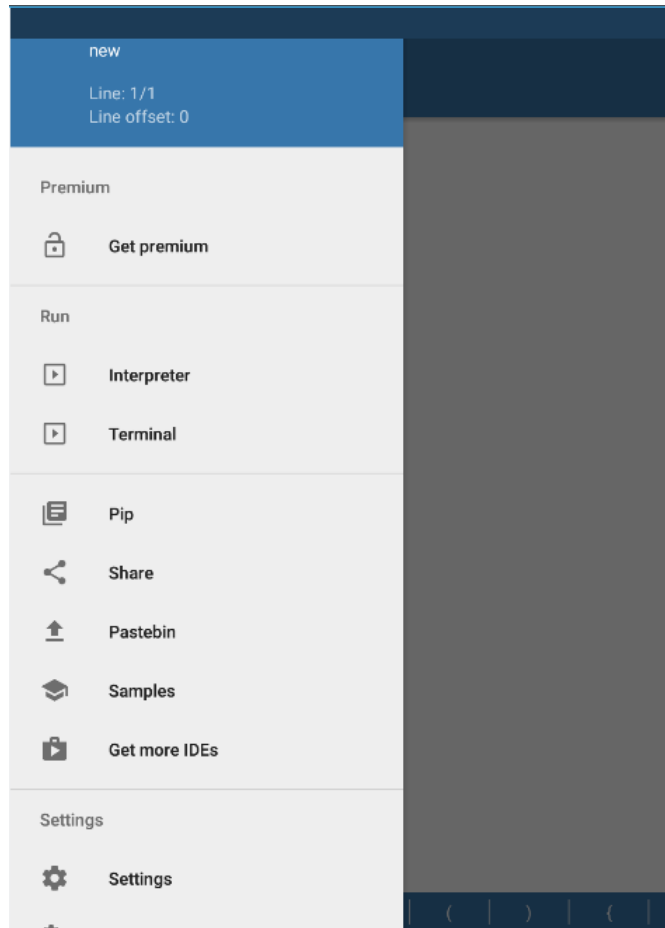 new
Line: 1/1
Line offset: 0
Premium
Get premium
Run
Interpreter
Terminal
Pip
Share
Pastebin
Samples
Get more IDEs
Settings
Settings
( ) {